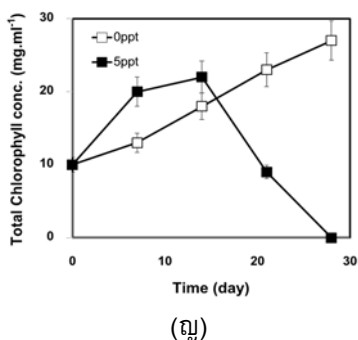 Total Chlorophyll conc. (mg.ml⁻¹)
30
20
10
0
0ppt
5ppt
0 10 20 30
Time (day)
(ญ)